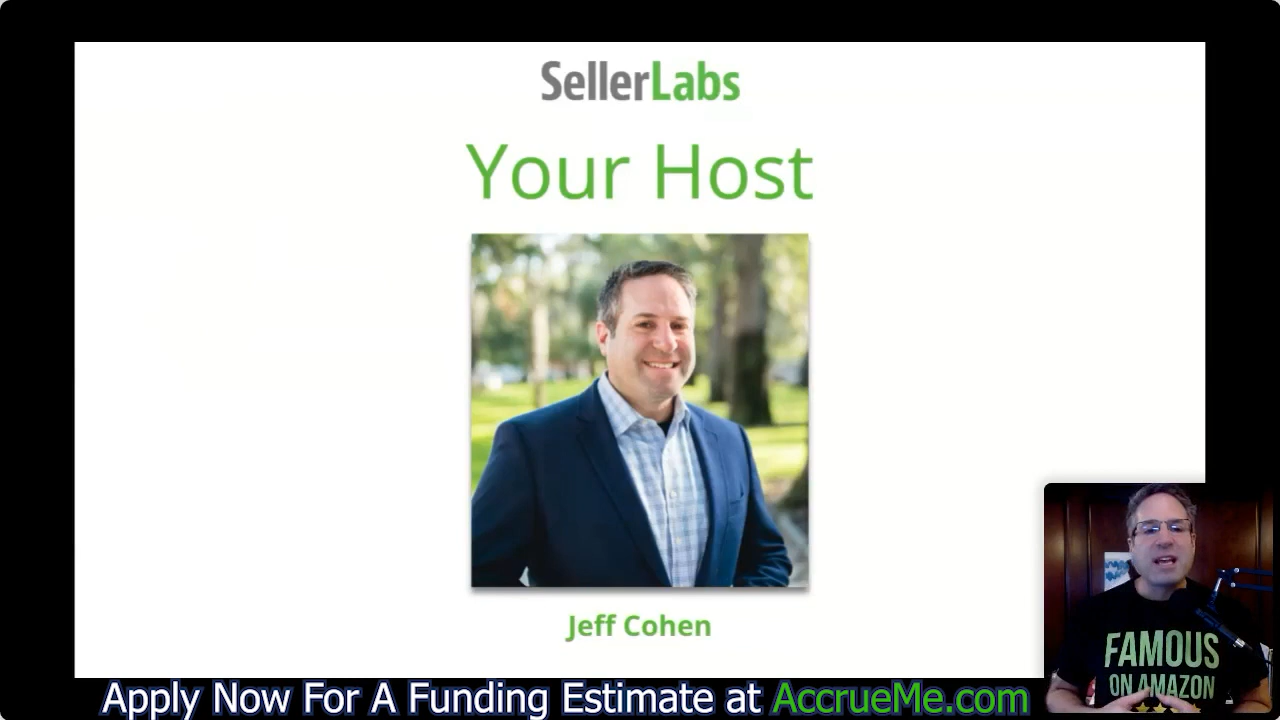 SellerLabs
Your Host
Jeff Cohen
FAMOUS
ON AMAZON
Apply Now For A Funding Estimate at AccrueMe.com